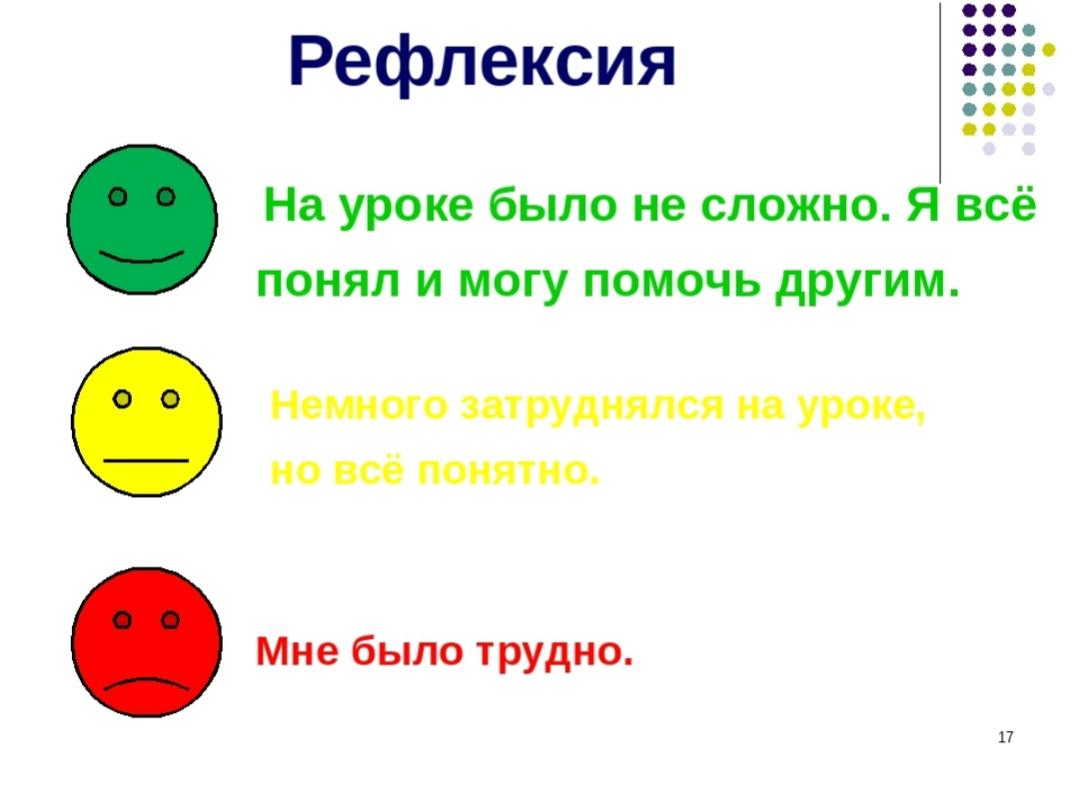 Рефлексия
На уроке было не сложно. Я всё
понял и могу помочь другим.
Немного затруднялся на уроке,
но всё понятно.
Мне было трудно.
17